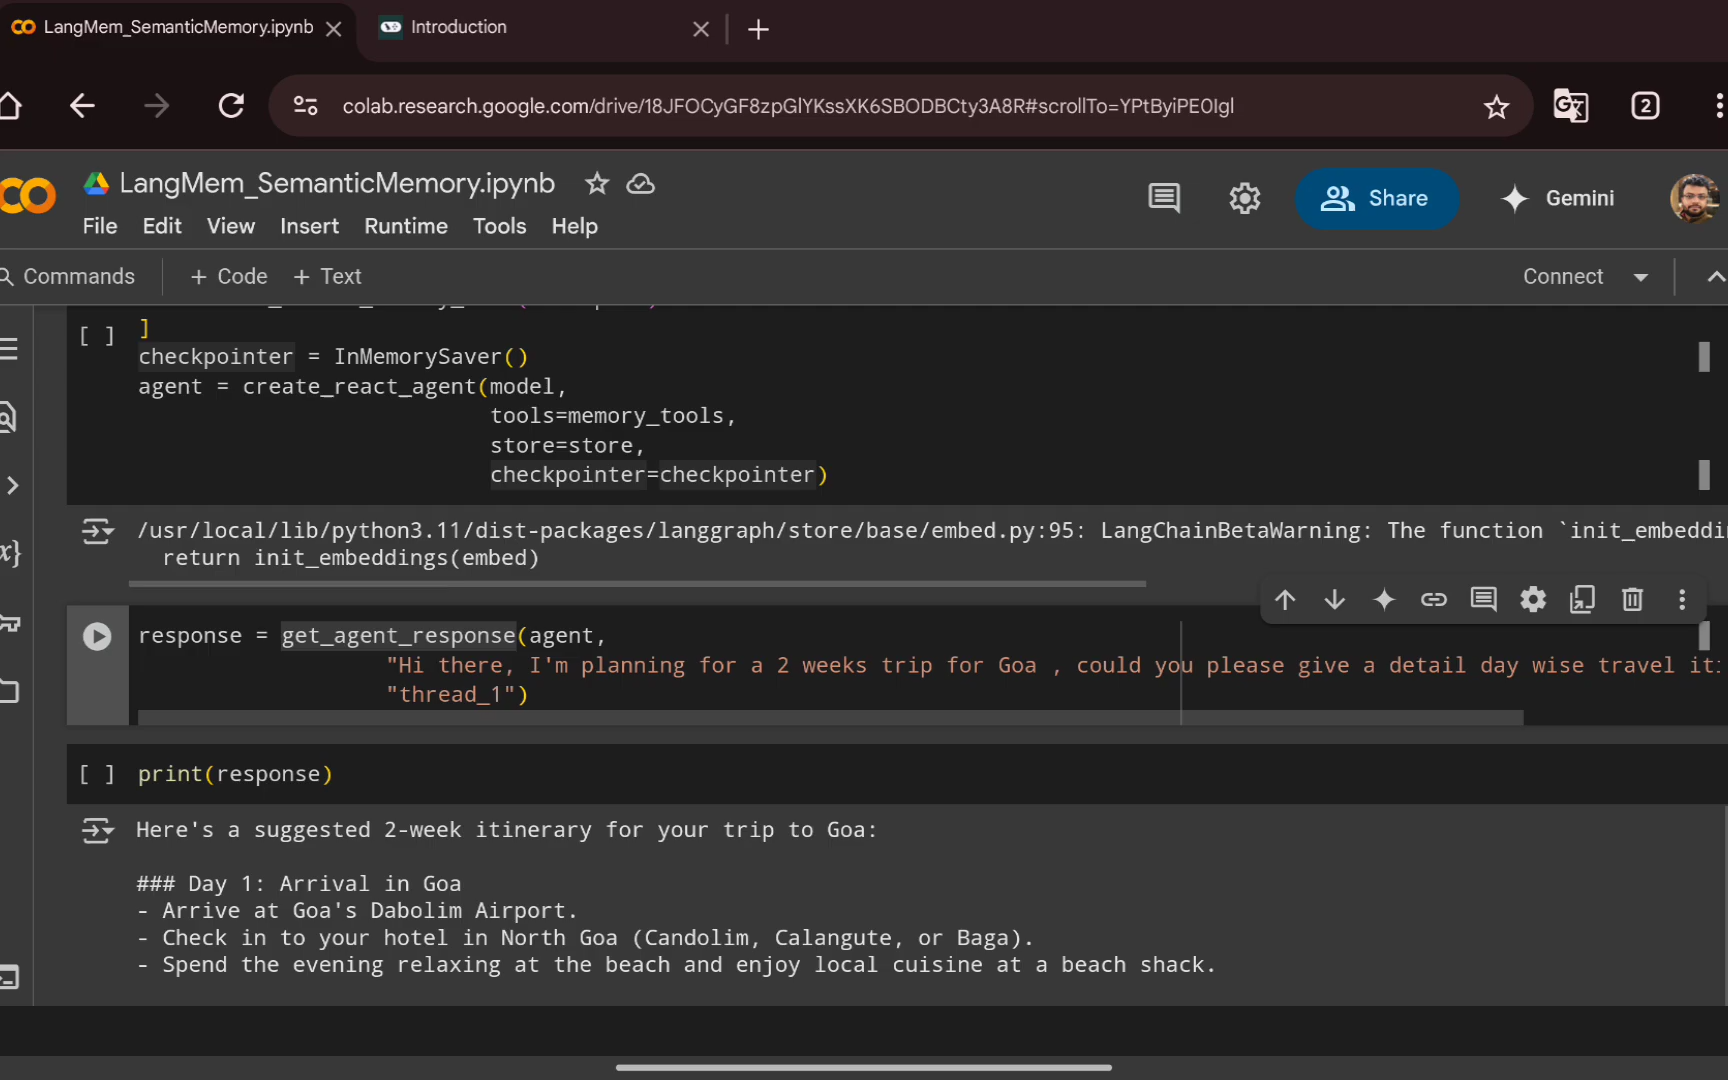 LangMem_SemanticMemory.ipynb
Introduction
colab.research.google.com/drive/18JFOCyGF8zpGlYKssXK6SBODBCty3A8R#scrollTo=YPtByiPE0Igl
2
LangMem_SemanticMemory.ipynb
Share
Gemini
File Edit View Insert Runtime Tools Help
Commands
+ Code
+ Text
Connect
[ ]
]
checkpointer = InMemorySaver()
agent = create_react_agent(model,
tools=memory_tools,
store=store,
checkpointer=checkpointer)
/usr/local/lib/python3.11/dist-packages/langgraph/store/base/embed.py:95: LangChainBetaWarning: The function `init_embeddi
return init_embeddings(embed)
response = get_agent_response(agent,
"Hi there, I'm planning for a 2 weeks trip for Goa , could you please give a detail day wise travel it
"thread_1")
[ ] print(response)
Here's a suggested 2-week itinerary for your trip to Goa:
### Day 1: Arrival in Goa
- Arrive at Goa's Dabolim Airport.
- Check in to your hotel in North Goa (Candolim, Calangute, or Baga).
- Spend the evening relaxing at the beach and enjoy local cuisine at a beach shack.